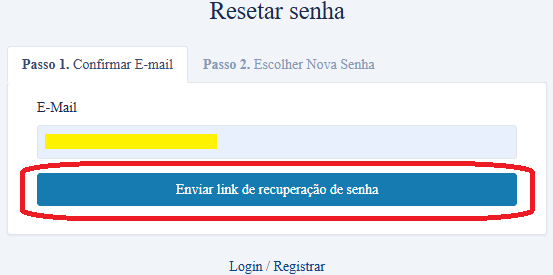 Resetar senha
Passo 1. Confirmar E-mail
Passo 2. Escolher Nova Senha
E-Mail
Enviar link de recuperação de senha
Login / Registrar